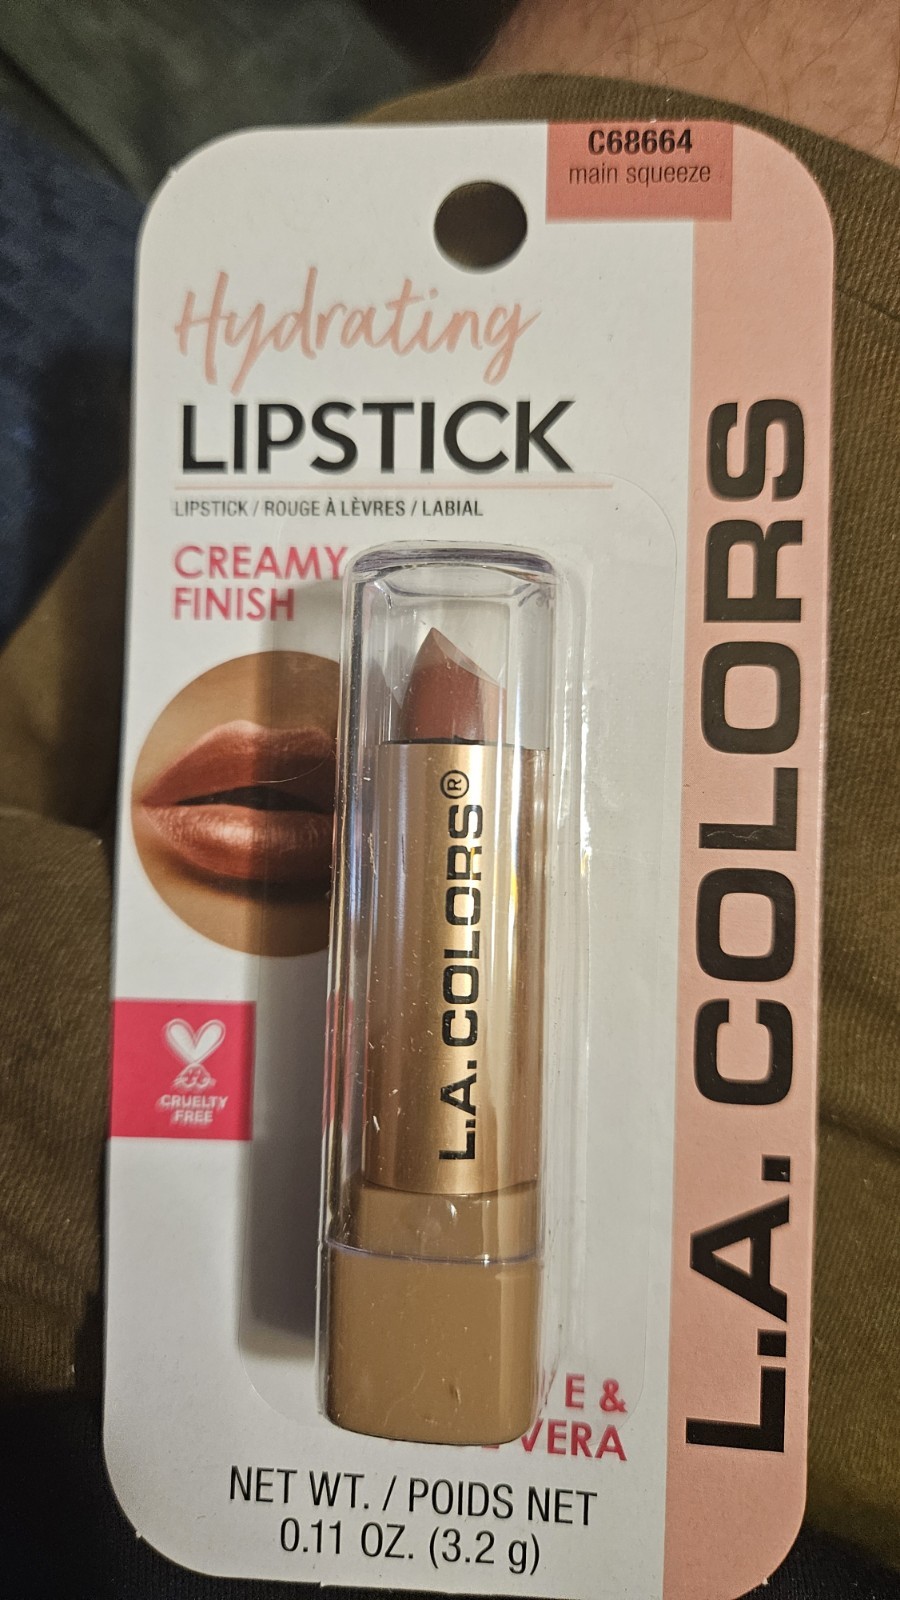 C68664
main squeeze
Hydrating
LIPSTICK
LIPSTICK / ROUGE À LÈVRES / LABIAL
CREAMY
FINISH
L.A. COLORS®
L.A. COLORS
CRUELTY
FREE
E &
VERA
NET WT. / POIDS NET
0.11 OZ. (3.2 g)